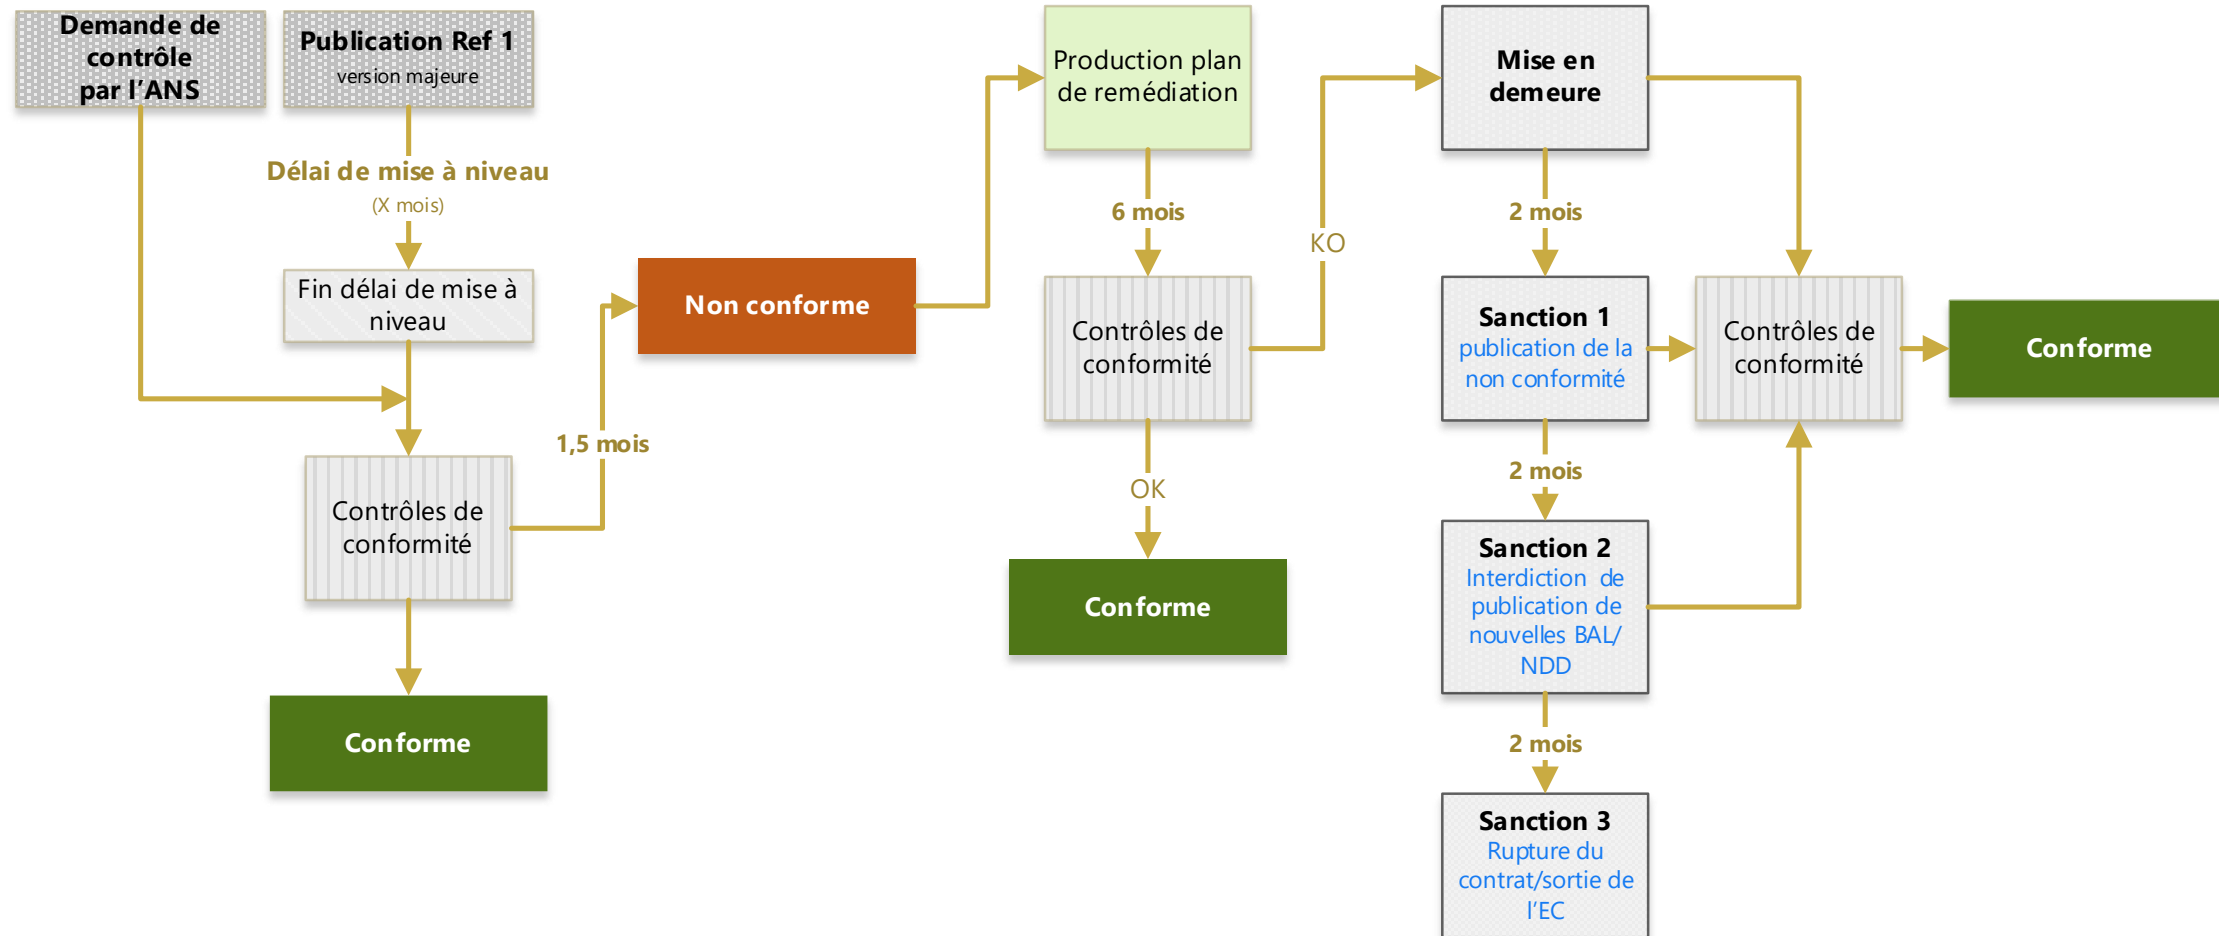 Demande de
contrôle
par l’ANS
Publication Ref 1
version majeure
Délai de mise à niveau
(X mois)
Fin délai de mise à
niveau
Contrôles de
conformité
Conforme
1,5 mois
Non conforme
Production plan
de remédiation
6 mois
Contrôles de
conformité
OK
Conforme
KO
Mise en
demeure
2 mois
Sanction 1
publication de la
non conformité
2 mois
Sanction 2
Interdiction de
publication de
nouvelles BAL/
NDD
2 mois
Sanction 3
Rupture du
contrat/sortie de
l’EC
Contrôles de
conformité
Conforme